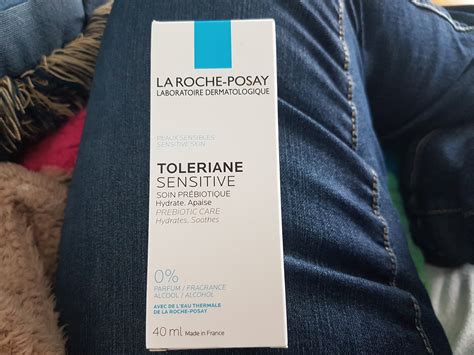 LA ROCHE-POSAY
LABORATOIRE DERMATOLOGIQUE
PEAUX SENSIBLES
SENSITIVE SKIN
TOLERIANE
SENSITIVE
SOIN PRÉBIOTIQUE
Hydrate, Apaise
PREBIOTIC CARE
Hydrates, Soothes
0%
PARFUM / FRAGRANCE
ALCOOL / ALCOHOL
AVEC DE L'EAU THERMALE
DE LA ROCHE-POSAY
40 ml Made in France